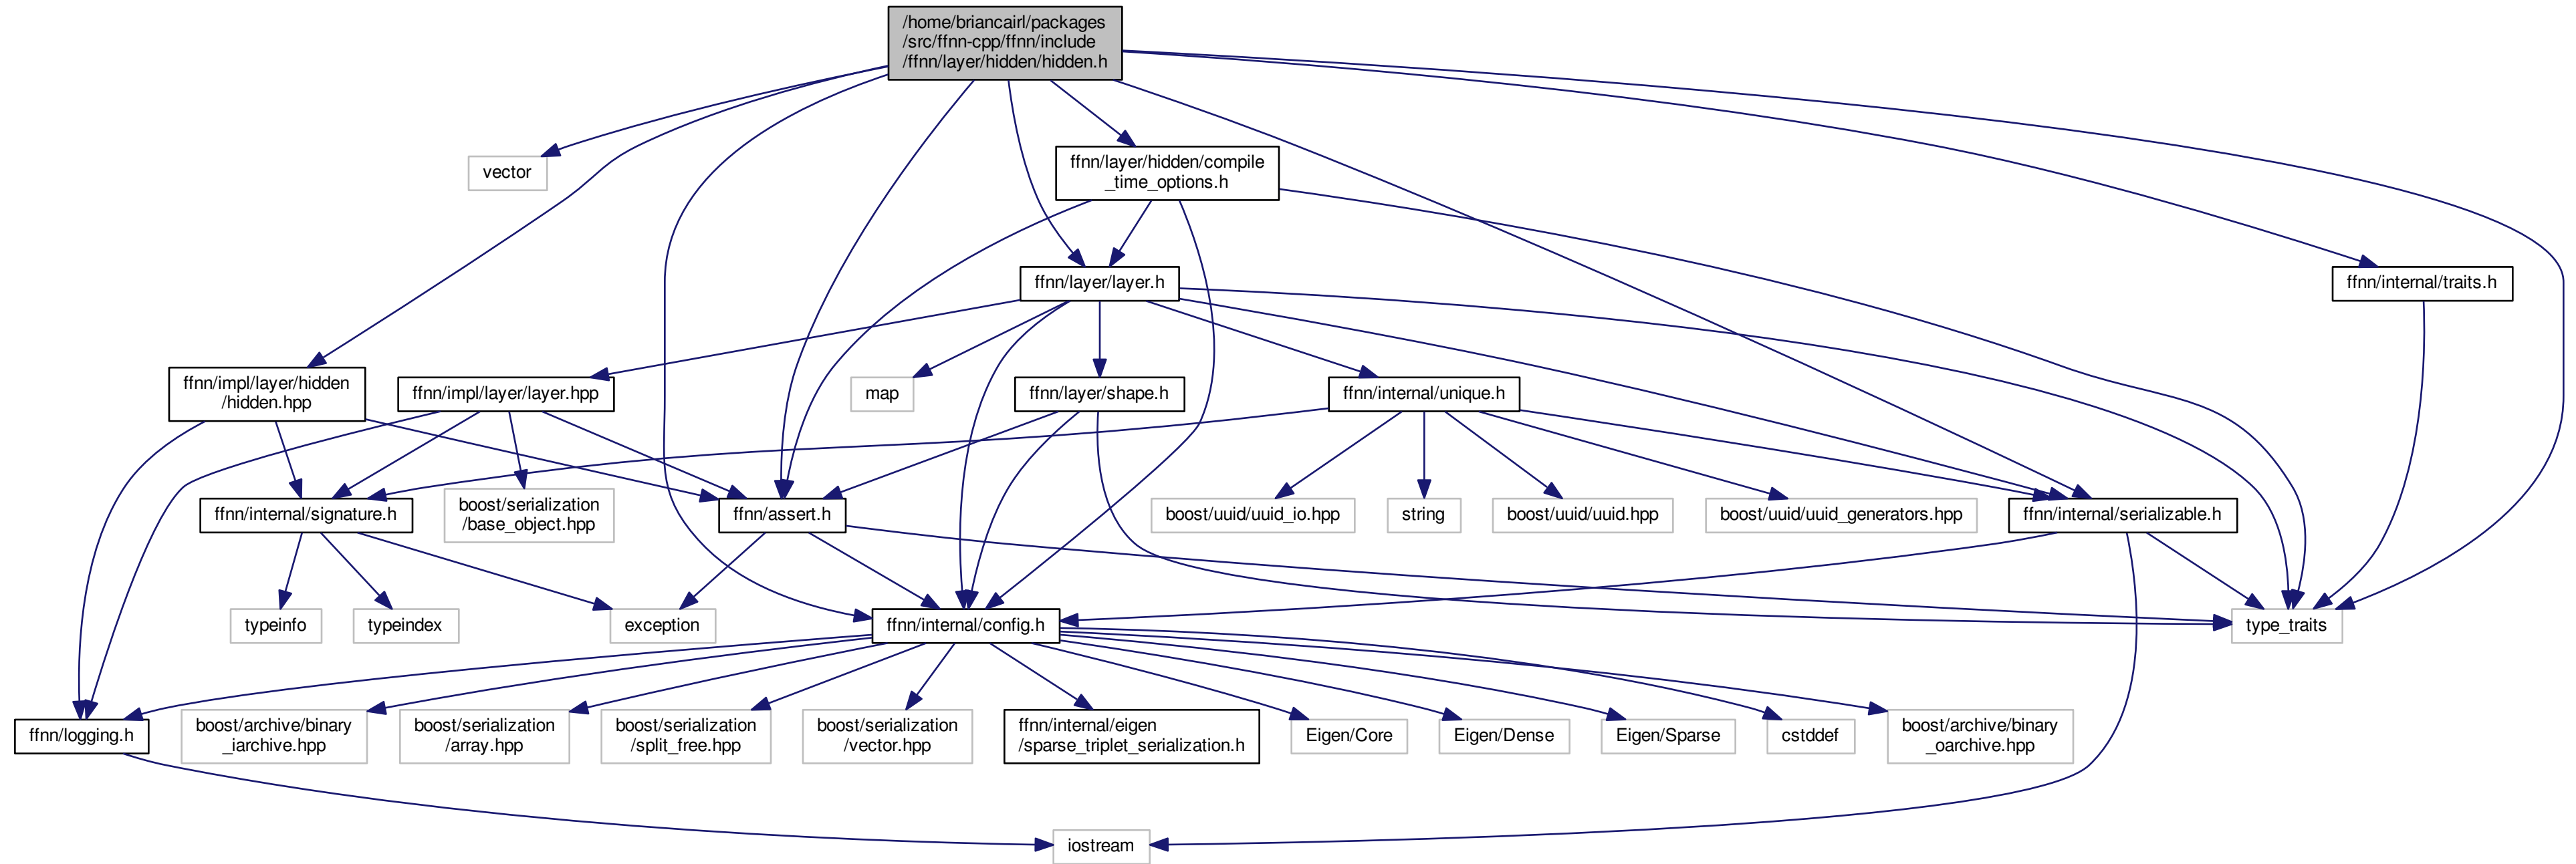 /home/briancairl/packages
/src/ffnn-cpp/ffnn/include
/ffnn/layer/hidden/hidden.h
vector
ffnn/layer/hidden/compile
_time_options.h
ffnn/layer/layer.h
ffnn/internal/traits.h
ffnn/impl/layer/hidden
/hidden.hpp
ffnn/impl/layer/layer.hpp
map
ffnn/layer/shape.h
ffnn/internal/unique.h
ffnn/internal/signature.h
boost/serialization
/base_object.hpp
ffnn/assert.h
boost/uuid/uuid_io.hpp
string
boost/uuid/uuid.hpp
boost/uuid/uuid_generators.hpp
ffnn/internal/serializable.h
typeinfo
typeindex
exception
ffnn/internal/config.h
type_traits
ffnn/logging.h
boost/archive/binary
_iarchive.hpp
boost/serialization
/array.hpp
boost/serialization
/split_free.hpp
boost/serialization
/vector.hpp
ffnn/internal/eigen
/sparse_triplet_serialization.h
Eigen/Core
Eigen/Dense
Eigen/Sparse
cstddef
boost/archive/binary
_oarchive.hpp
iostream